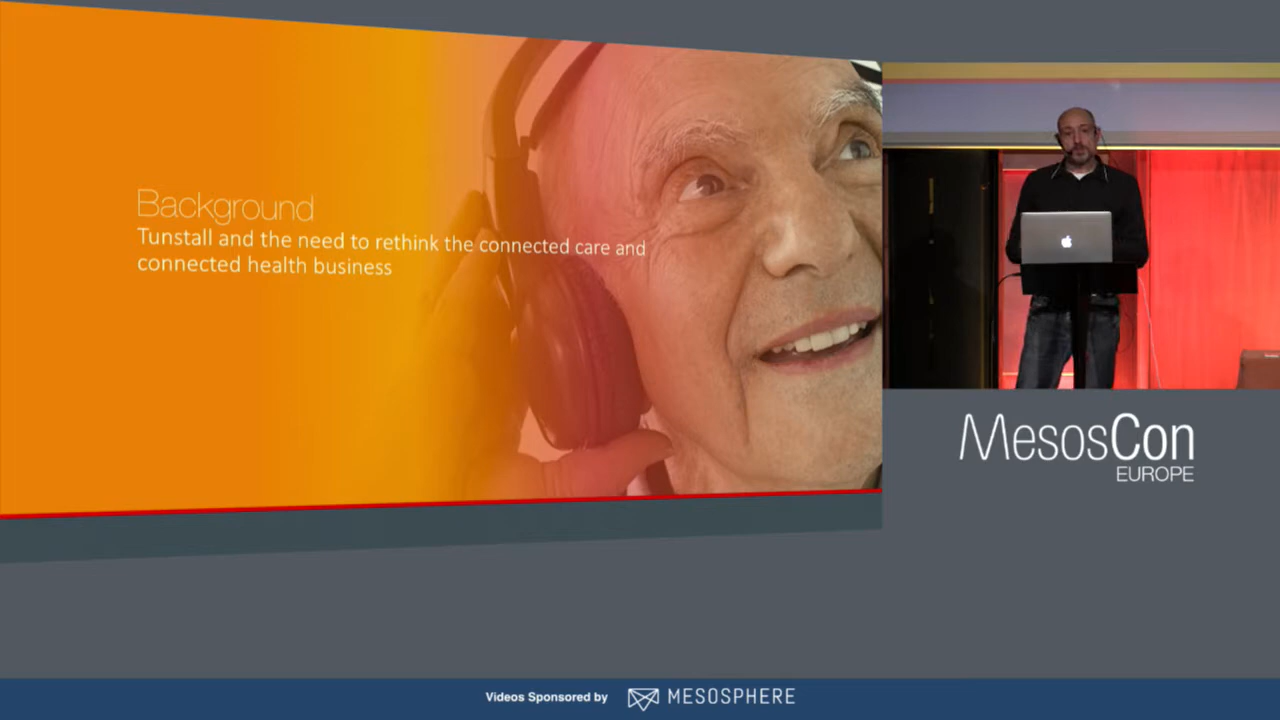 Background
Tunstall and the need to rethink the connected care and
connected health business
MesosCon
EUROPE
Videos Sponsored by MESOSPHERE